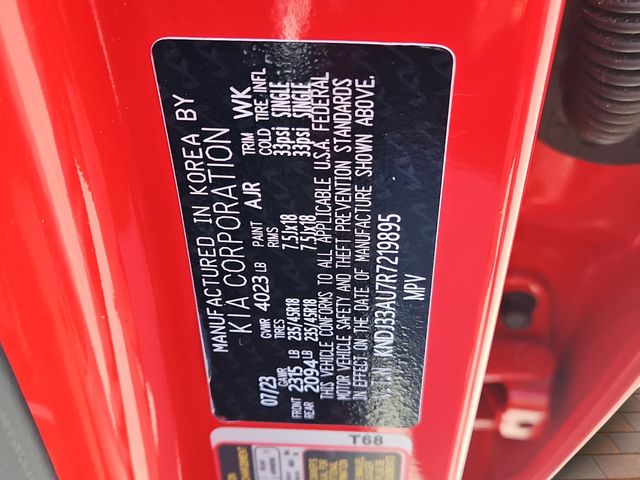 MANUFACTURED IN KOREA BY
KIA CORPORATION
07/23 GVWR 4023 LB PAINT AJR TRIM WK
GAWR TIRES RIMS COLD TIRE INFL
FRONT 2315 LB 235/45R18 7.5Jx18 33psi SINGLE
REAR 2094 LB 235/45R18 7.5Jx18 33psi SINGLE
THIS VEHICLE CONFORMS TO ALL APPLICABLE U.S.A. FEDERAL
MOTOR VEHICLE SAFETY AND THEFT PREVENTION STANDARDS
IN EFFECT ON THE DATE OF MANUFACTURE SHOWN ABOVE.
V.I.N: KNDJ33AU7R7219895
MPV
T68